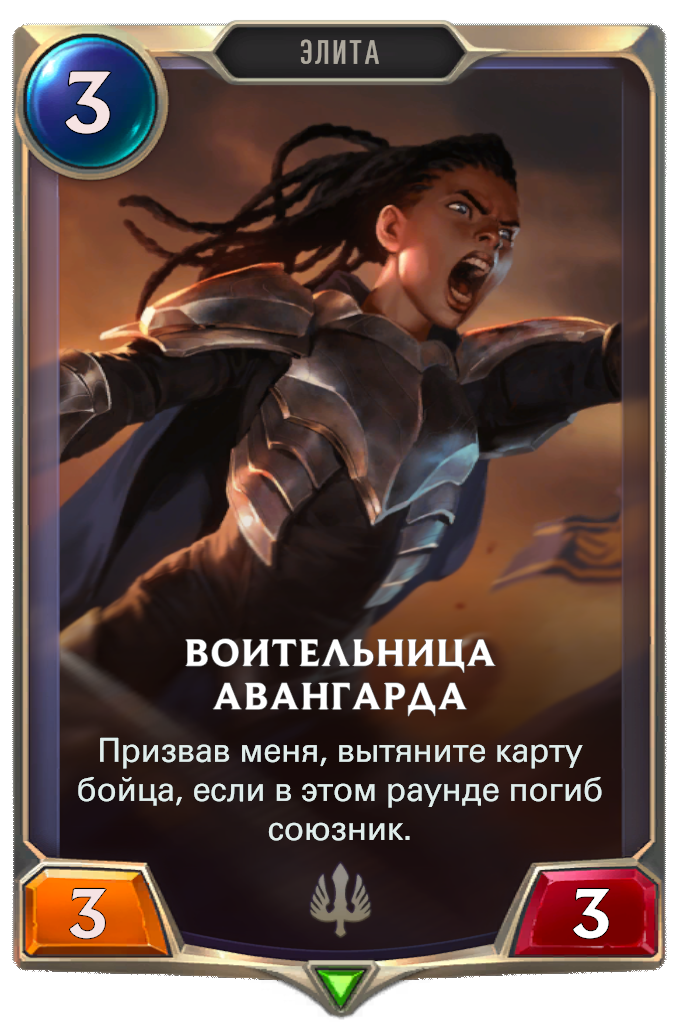 ЭЛИТА
3
ВОИТЕЛЬНИЦА
АВАНГАРДА
Призвав меня, вытяните карту
бойца, если в этом раунде погиб
союзник.
3
3